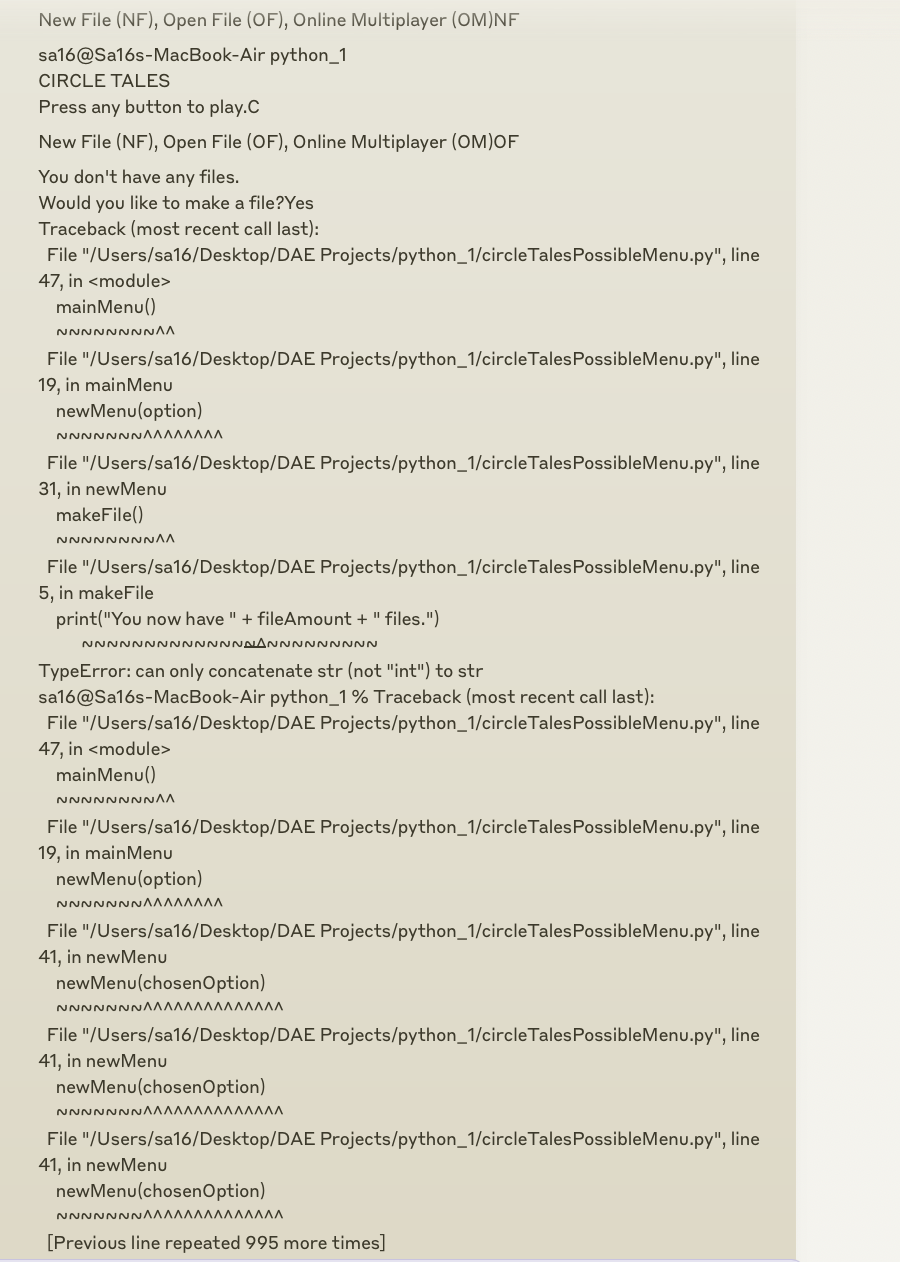 New File (NF), Open File (OF), Online Multiplayer (OM)NF
sa16@Sa16s-MacBook-Air python_1
CIRCLE TALES
Press any button to play.C
New File (NF), Open File (OF), Online Multiplayer (OM)OF
You don't have any files.
Would you like to make a file?Yes
Traceback (most recent call last):
  File "/Users/sa16/Desktop/DAE Projects/python_1/circleTalesPossibleMenu.py", line
47, in <module>
    mainMenu()
    ~~~~~~~~^^
  File "/Users/sa16/Desktop/DAE Projects/python_1/circleTalesPossibleMenu.py", line
19, in mainMenu
    newMenu(option)
    ~~~~~~~^^^^^^^^
  File "/Users/sa16/Desktop/DAE Projects/python_1/circleTalesPossibleMenu.py", line
31, in newMenu
    makeFile()
    ~~~~~~~~^^
  File "/Users/sa16/Desktop/DAE Projects/python_1/circleTalesPossibleMenu.py", line
5, in makeFile
    print("You now have " + fileAmount + " files.")
          ~~~~~~~~~~~~~~~~^~~~~~~~~~~~
TypeError: can only concatenate str (not "int") to str
sa16@Sa16s-MacBook-Air python_1 % Traceback (most recent call last):
  File "/Users/sa16/Desktop/DAE Projects/python_1/circleTalesPossibleMenu.py", line
47, in <module>
    mainMenu()
    ~~~~~~~~^^
  File "/Users/sa16/Desktop/DAE Projects/python_1/circleTalesPossibleMenu.py", line
19, in mainMenu
    newMenu(option)
    ~~~~~~~^^^^^^^^
  File "/Users/sa16/Desktop/DAE Projects/python_1/circleTalesPossibleMenu.py", line
41, in newMenu
    newMenu(chosenOption)
    ~~~~~~~^^^^^^^^^^^^^^
  File "/Users/sa16/Desktop/DAE Projects/python_1/circleTalesPossibleMenu.py", line
41, in newMenu
    newMenu(chosenOption)
    ~~~~~~~^^^^^^^^^^^^^^
  File "/Users/sa16/Desktop/DAE Projects/python_1/circleTalesPossibleMenu.py", line
41, in newMenu
    newMenu(chosenOption)
    ~~~~~~~^^^^^^^^^^^^^^
  [Previous line repeated 995 more times]